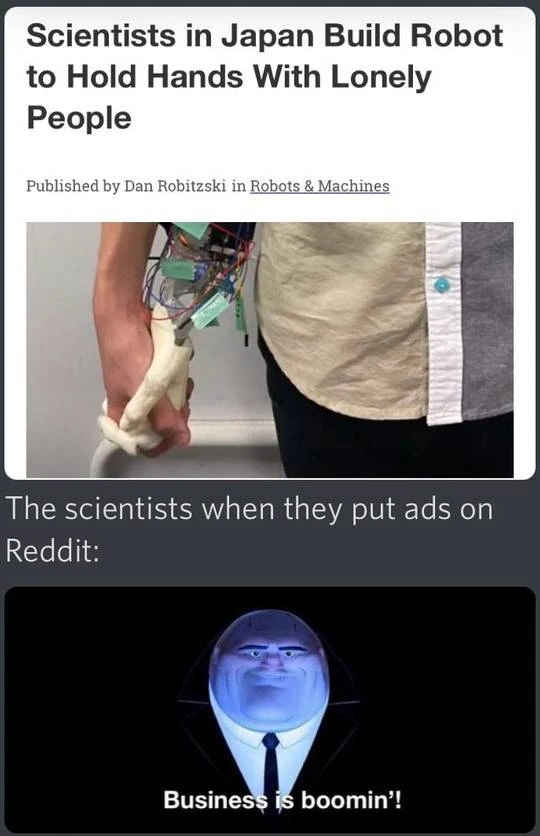 Scientists in Japan Build Robot
to Hold Hands With Lonely
People
Published by Dan Robitzski in Robots & Machines
The scientists when they put ads on
Reddit:
Business is boomin'!